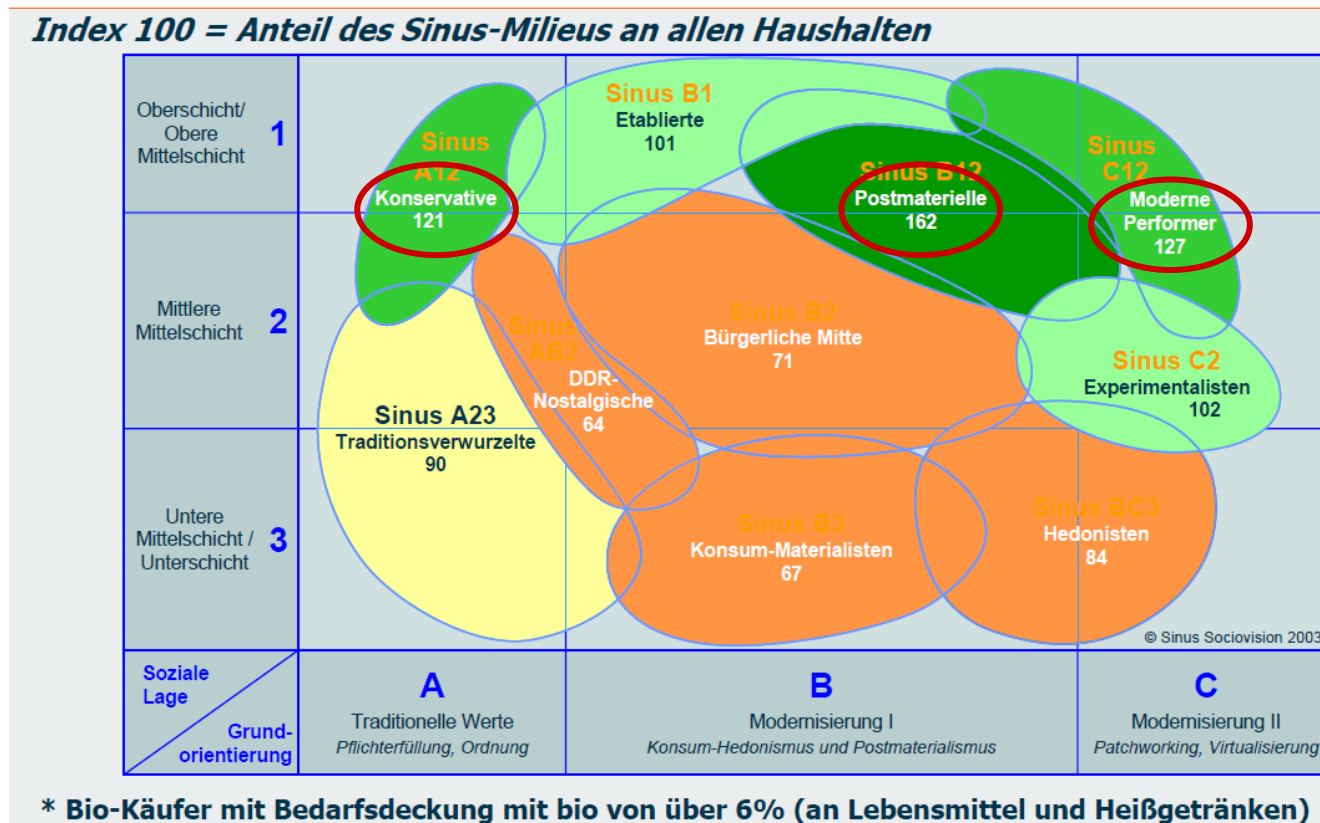 Index 100 = Anteil des Sinus-Milieus an allen Haushalten
Oberschicht/
Obere
Mittelschicht
1
Sinus
A12
Konservative
121
Sinus B1
Etablierte
101
Sinus B12
Postmaterielle
162
Sinus
C12
Moderne
Performer
127
Mittlere
Mittelschicht
2
Sinus
AB2
DDR-
Nostalgische
64
Sinus B2
Bürgerliche Mitte
71
Sinus C2
Experimentalisten
102
Sinus A23
Traditionsverwurzelte
90
Untere
Mittelschicht /
Unterschicht
3
Sinus B3
Konsum-Materialisten
67
Sinus BC3
Hedonisten
84
© Sinus Sociovision 2003
Soziale
Lage
Grund-
orientierung
A
Traditionelle Werte
Pflichterfüllung, Ordnung
B
Modernisierung I
Konsum-Hedonismus und Postmaterialismus
C
Modernisierung II
Patchworking, Virtualisierung
* Bio-Käufer mit Bedarfsdeckung mit bio von über 6% (an Lebensmittel und Heißgetränken)